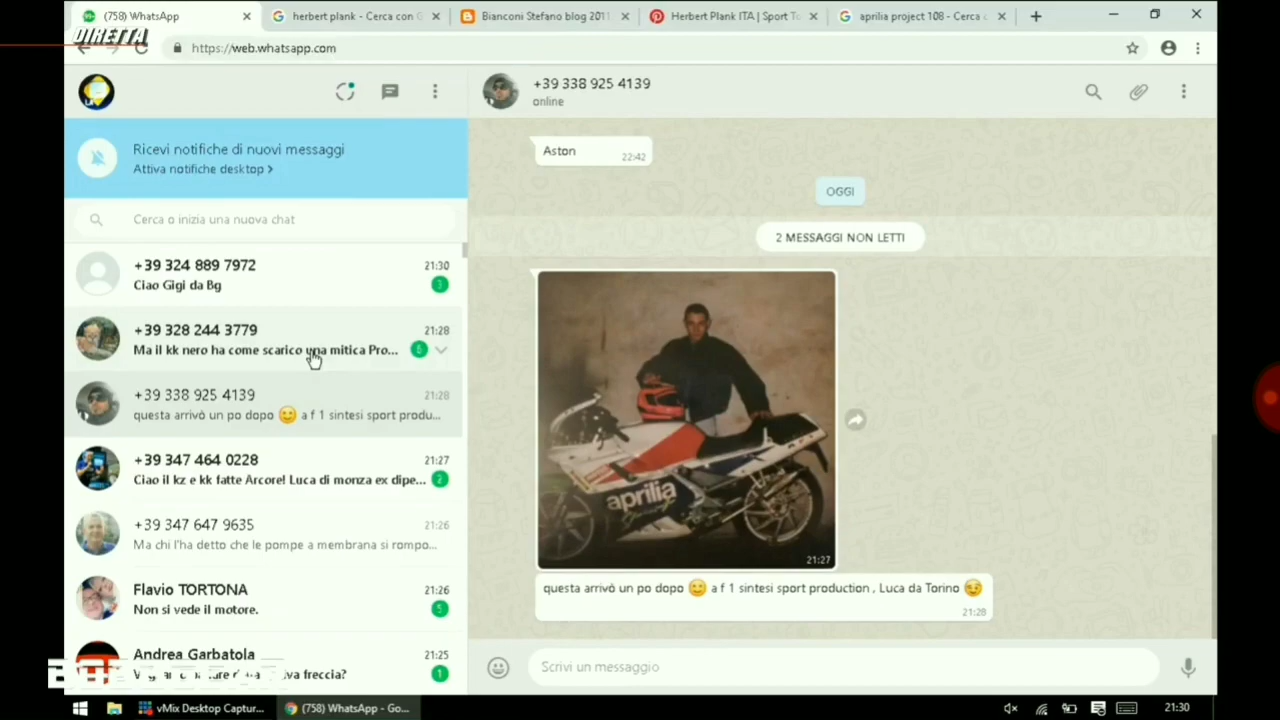 (758) WhatsApp
herbert plank - Cerca con G
Bianconi Stefano blog 2011
Herbert Plank ITA | Sport To
aprilia project 108 - Cerca c
DIRETTA
https://web.whatsapp.com
+39 338 925 4139
online
Ricevi notifiche di nuovi messaggi
Attiva notifiche desktop >
Cerca o inizia una nuova chat
+39 324 889 7972 21:30
Ciao Gigi da Bg 3
+39 328 244 3779 21:28
Ma il kk nero ha come scarico una mitica Pro...
+39 338 925 4139 21:28
questa arrivò un po dopo 😉 a f 1 sintesi sport produ...
+39 347 464 0228 21:27
Ciao il kz e kk fatte Arcore! Luca di monza ex dipe... 2
+39 347 647 9635 21:26
Ma chi l'ha detto che le pompe a membrana si rompo...
Flavio TORTONA 21:26
Non si vede il motore. 5
Andrea Garbatola 21:25
freccia? 1
Aston 22:42
OGGI
2 MESSAGGI NON LETTI
aprilia
21:27
questa arrivò un po dopo 😉 a f 1 sintesi sport production , Luca da Torino 😉
21:28
Scrivi un messaggio
vMix Desktop Captur...
(758) WhatsApp - Go...
21:30